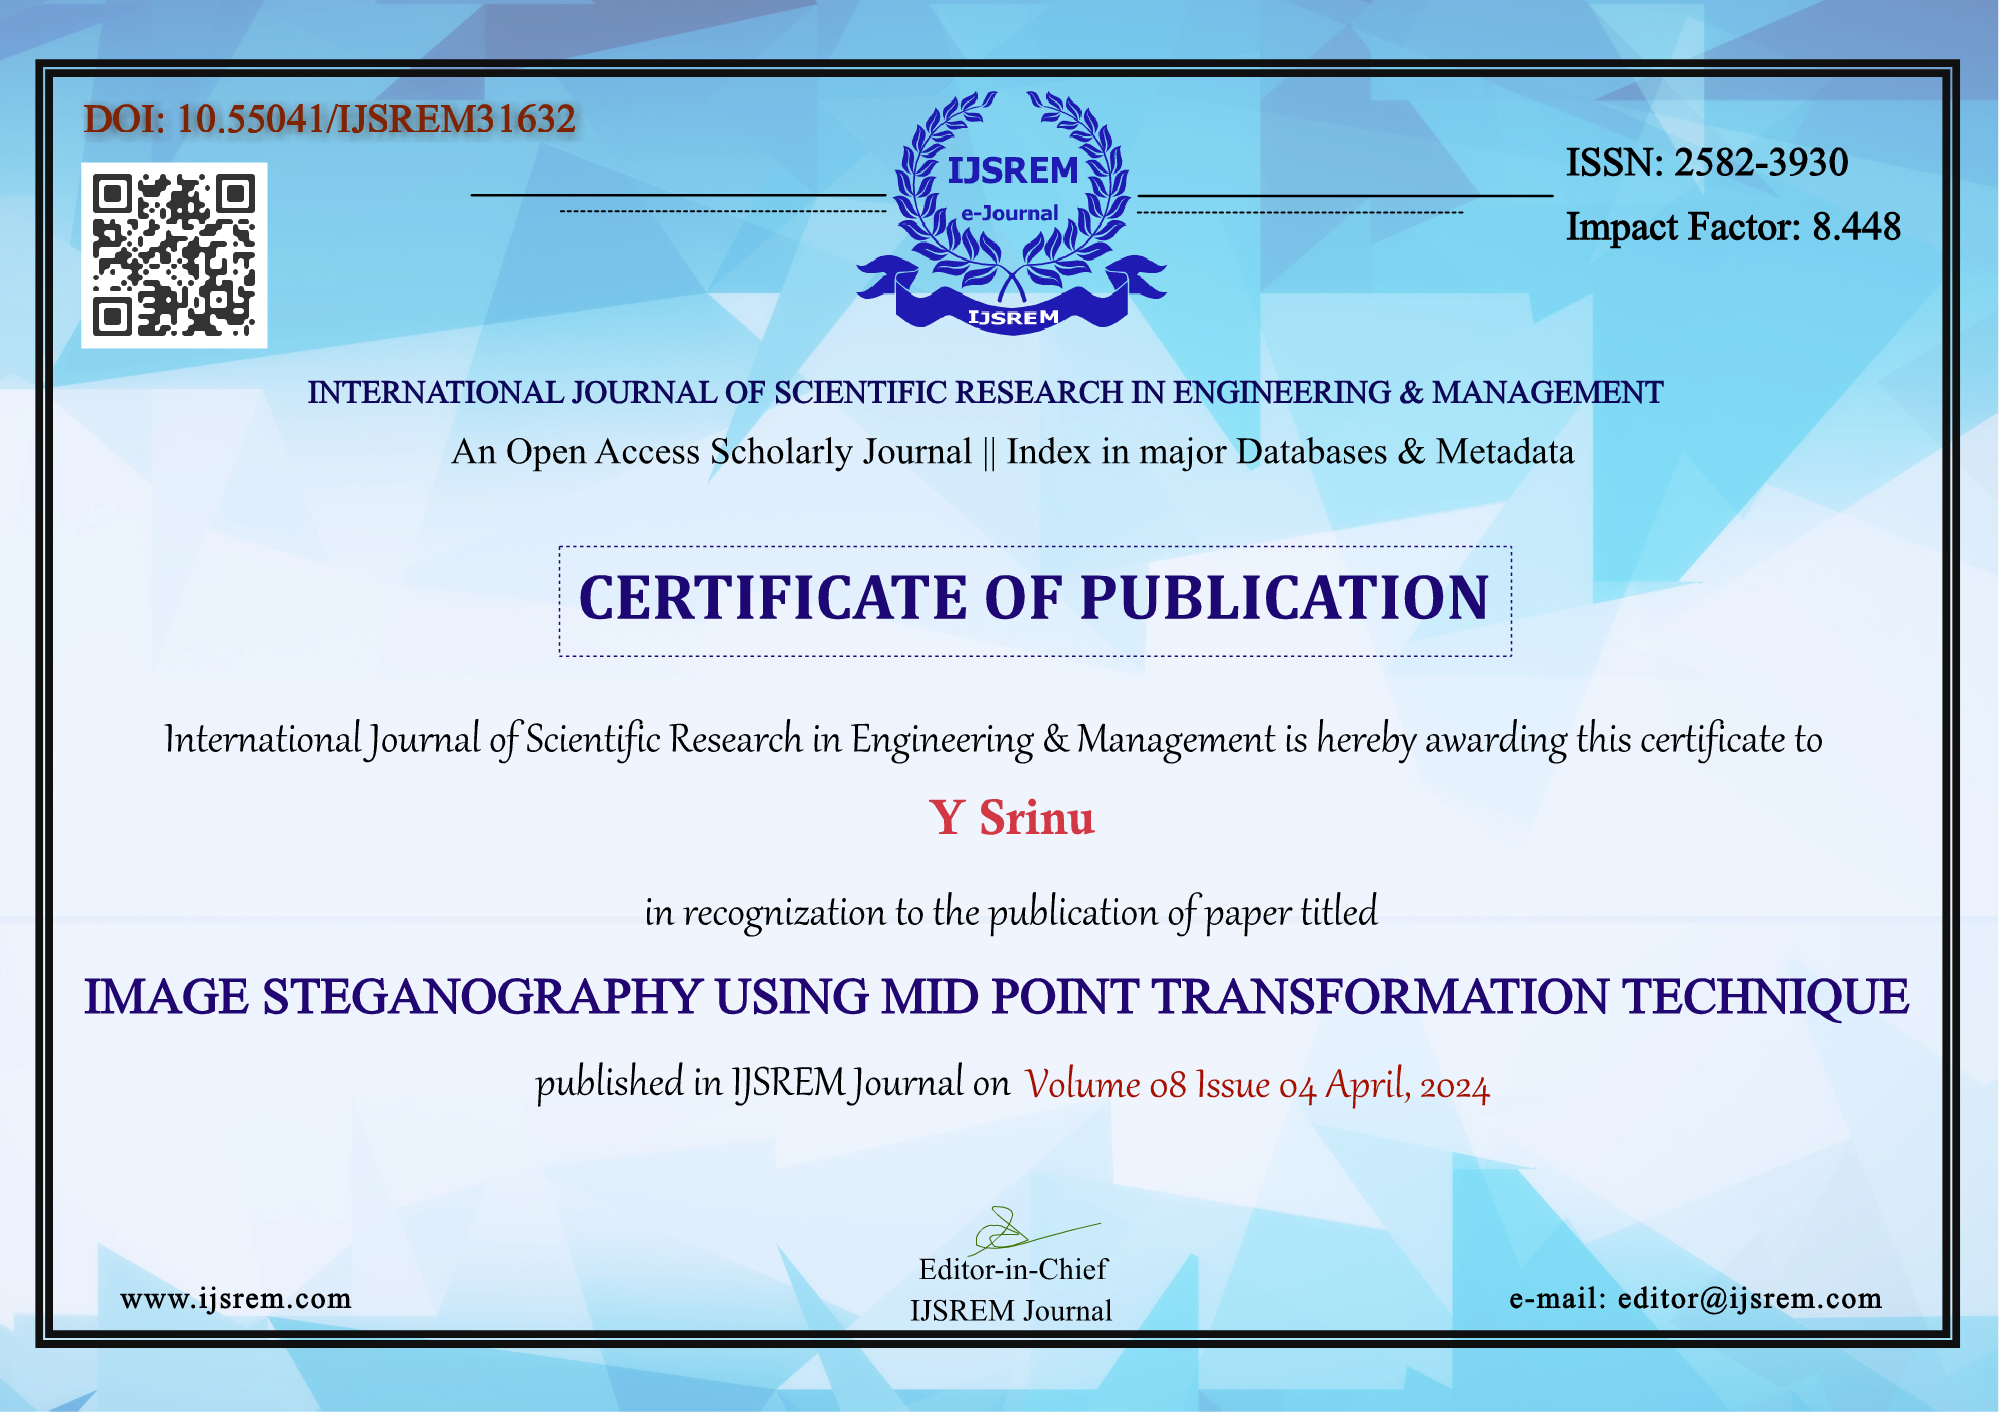 DOI: 10.55041/IJSREM31632
IJSREM
e-Journal
IJSREM
ISSN: 2582-3930
Impact Factor: 8.448
INTERNATIONAL JOURNAL OF SCIENTIFIC RESEARCH IN ENGINEERING & MANAGEMENT
An Open Access Scholarly Journal || Index in major Databases & Metadata
CERTIFICATE OF PUBLICATION
International Journal of Scientific Research in Engineering & Management is hereby awarding this certificate to
Y Srinu
in recognization to the publication of paper titled
IMAGE STEGANOGRAPHY USING MID POINT TRANSFORMATION TECHNIQUE
published in IJSREM Journal on Volume 08 Issue 04 April, 2024
Editor-in-Chief
IJSREM Journal
www.ijsrem.com
e-mail: editor@ijsrem.com